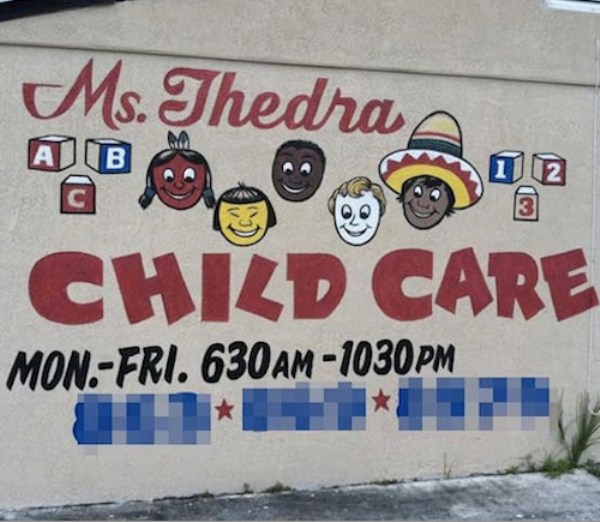 Ms. Thedra
A B C 1 2 3
CHILD CARE
MON.-FRI. 630AM-1030PM